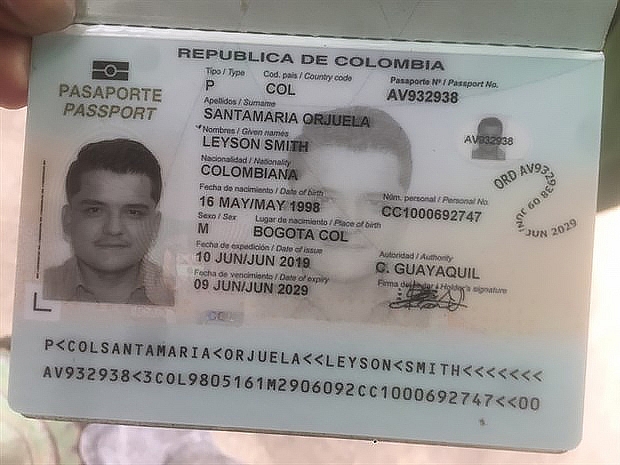 REPUBLICA DE COLOMBIA
PASAPORTE
PASSPORT
Tipo / Type Cod. país / Country code Pasaporte Nº / Passport No.
P COL AV932938
Apellidos / Surname
SANTAMARIA ORJUELA
Nombres / Given names
LEYSON SMITH
Nacionalidad / Nationality
COLOMBIANA
Fecha de nacimiento / Date of birth Núm. personal / Personal No.
16 MAY/MAY 1998 CC1000692747
Sexo / Sex Lugar de nacimiento / Place of birth
M BOGOTA COL
Fecha de expedición / Date of issue Autoridad / Authority
10 JUN/JUN 2019 C. GUAYAQUIL
Fecha de vencimiento / Date of expiry Firma del titular / Holder's signature
09 JUN/JUN 2029
AV932938
ORD AV932938 09 JUN/JUN 2029
P<COLSANTAMARIA<ORJUELA<<LEYSON<SMITH<<<<<<<
AV932938<3COL9805161M2906092CC1000692747<<00